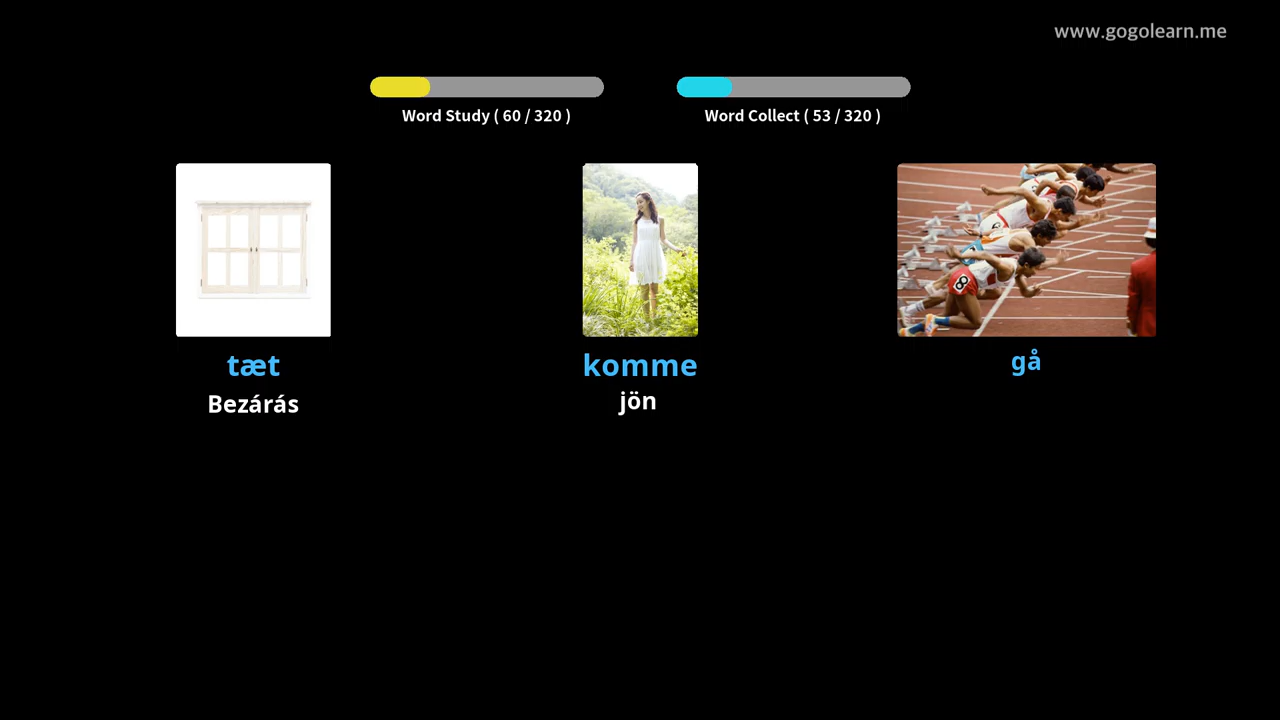 www.gogolearn.me
Word Study ( 60 / 320 )
Word Collect ( 53 / 320 )
tæt
komme
gå
Bezárás
jön